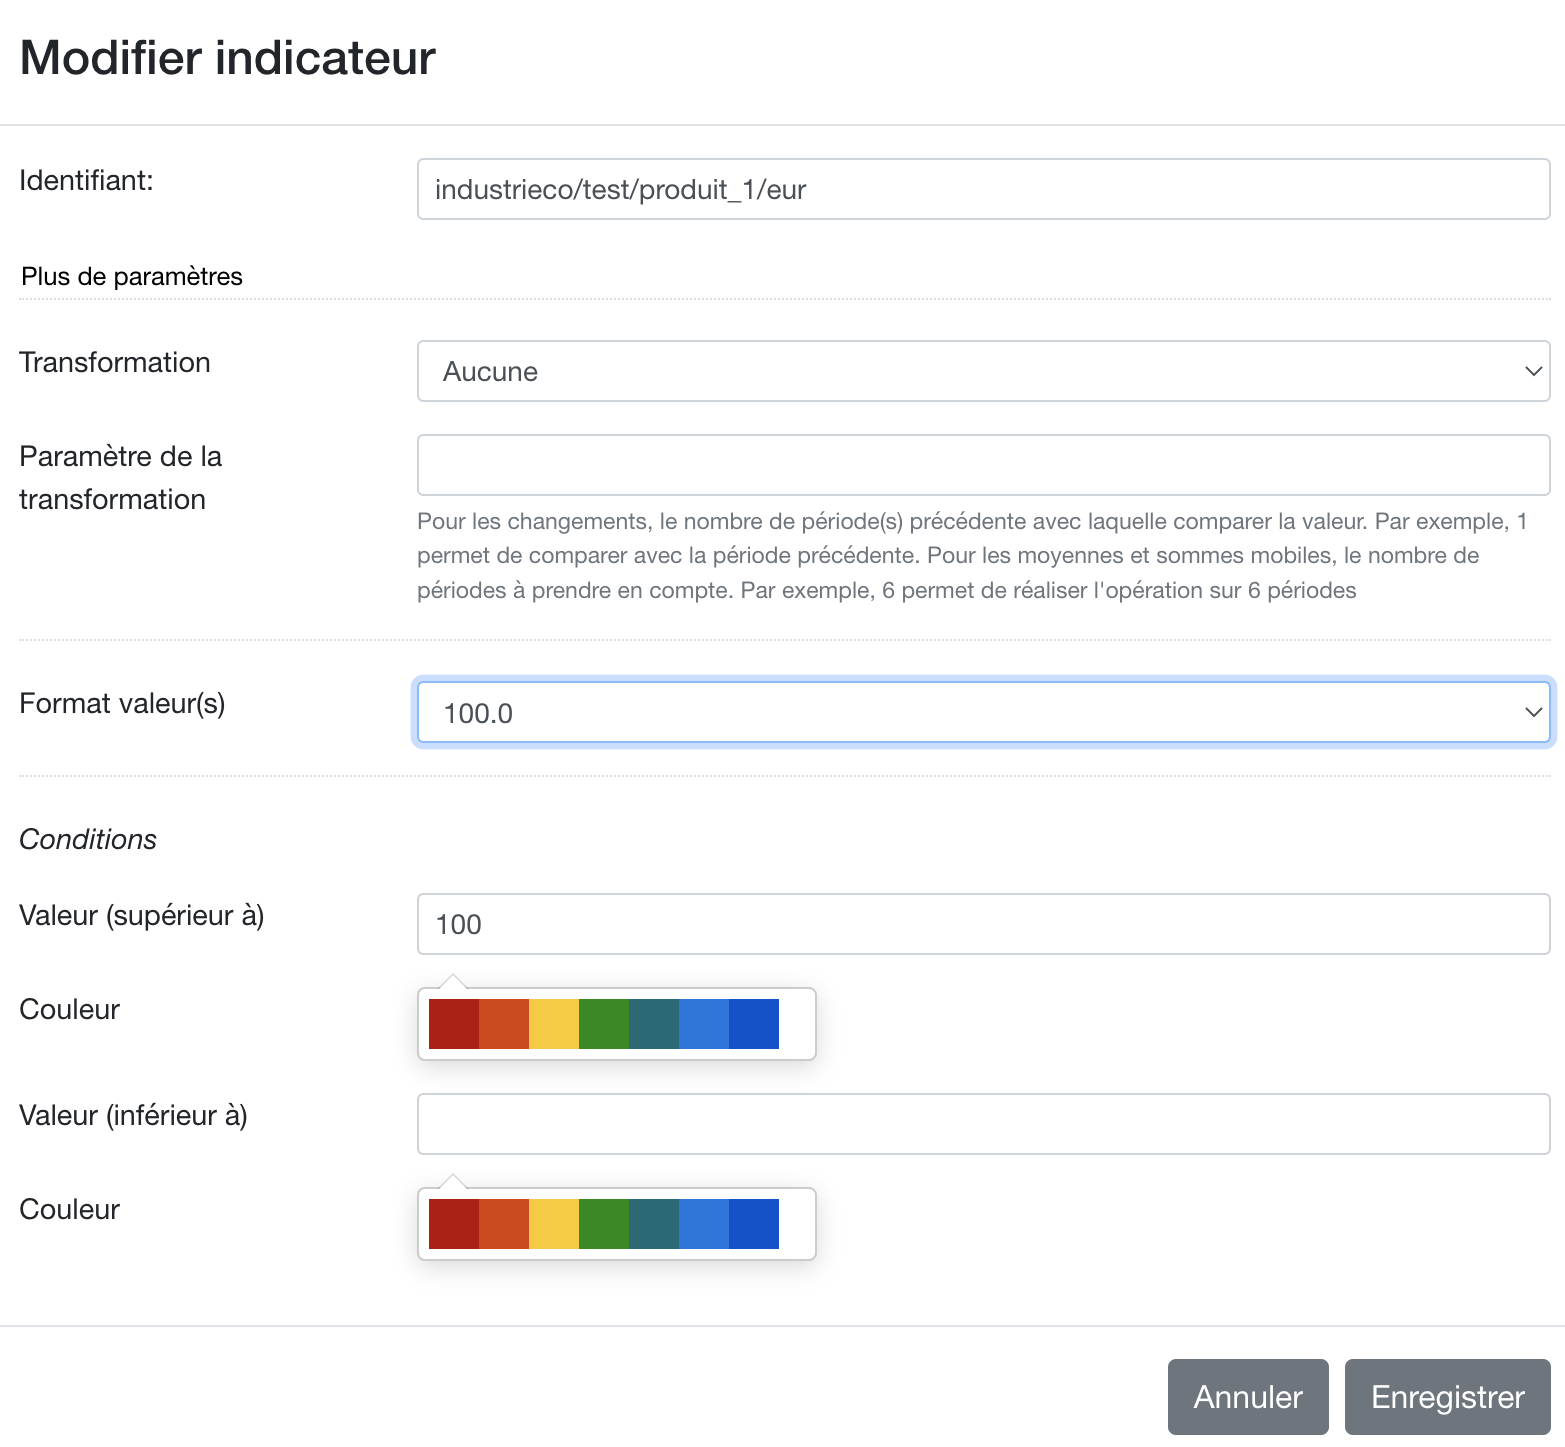 Modifier indicateur
Identifiant:
industrieco/test/produit_1/eur
Plus de paramètres
Transformation
Aucune
Paramètre de la
transformation
Pour les changements, le nombre de période(s) précédente avec laquelle comparer la valeur. Par exemple, 1
permet de comparer avec la période précédente. Pour les moyennes et sommes mobiles, le nombre de
périodes à prendre en compte. Par exemple, 6 permet de réaliser l'opération sur 6 périodes
Format valeur(s)
100.0
Conditions
Valeur (supérieur à)
100
Couleur
Valeur (inférieur à)
Couleur
Annuler
Enregistrer